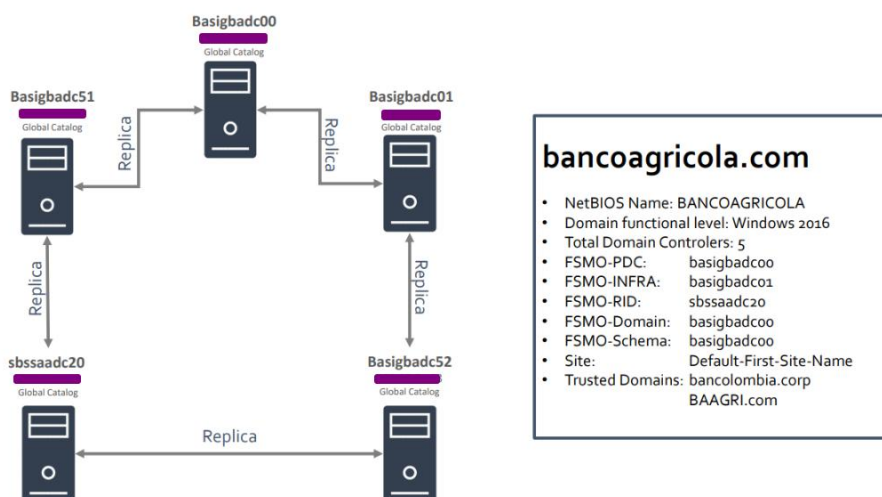 Basigbadc00
Global Catalog
Basigbadc51
Global Catalog
Basigbadc01
Global Catalog
Replica
Replica
Replica
Replica
sbssaadc20
Global Catalog
Basigbadc52
Global Catalog
Replica
bancoagricola.com
• NetBIOS Name: BANCOAGRICOLA
• Domain functional level: Windows 2016
• Total Domain Controlers: 5
• FSMO-PDC: basigbadc00
• FSMO-INFRA: basigbadc01
• FSMO-RID: sbssaadc20
• FSMO-Domain: basigbadc00
• FSMO-Schema: basigbadc00
• Site: Default-First-Site-Name
• Trusted Domains: bancolombia.corp
BAAGRI.com